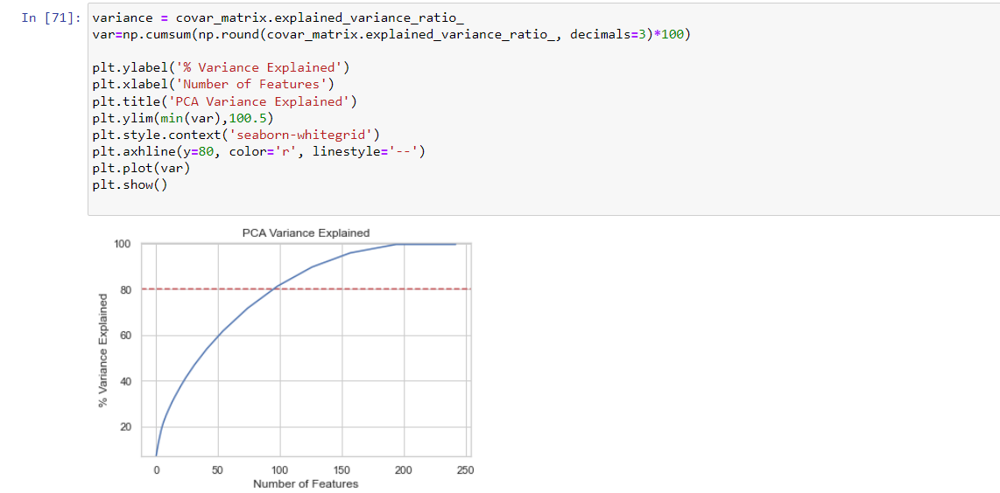 In [71]: variance = covar_matrix.explained_variance_ratio_
var=np.cumsum(np.round(covar_matrix.explained_variance_ratio_, decimals=3)*100)
plt.ylabel('% Variance Explained')
plt.xlabel('Number of Features')
plt.title('PCA Variance Explained')
plt.ylim(min(var),100.5)
plt.style.context('seaborn-whitegrid')
plt.axhline(y=80, color='r', linestyle='--')
plt.plot(var)
plt.show()
PCA Variance Explained
100
80
60
40
20
% Variance Explained
0 50 100 150 200 250
Number of Features